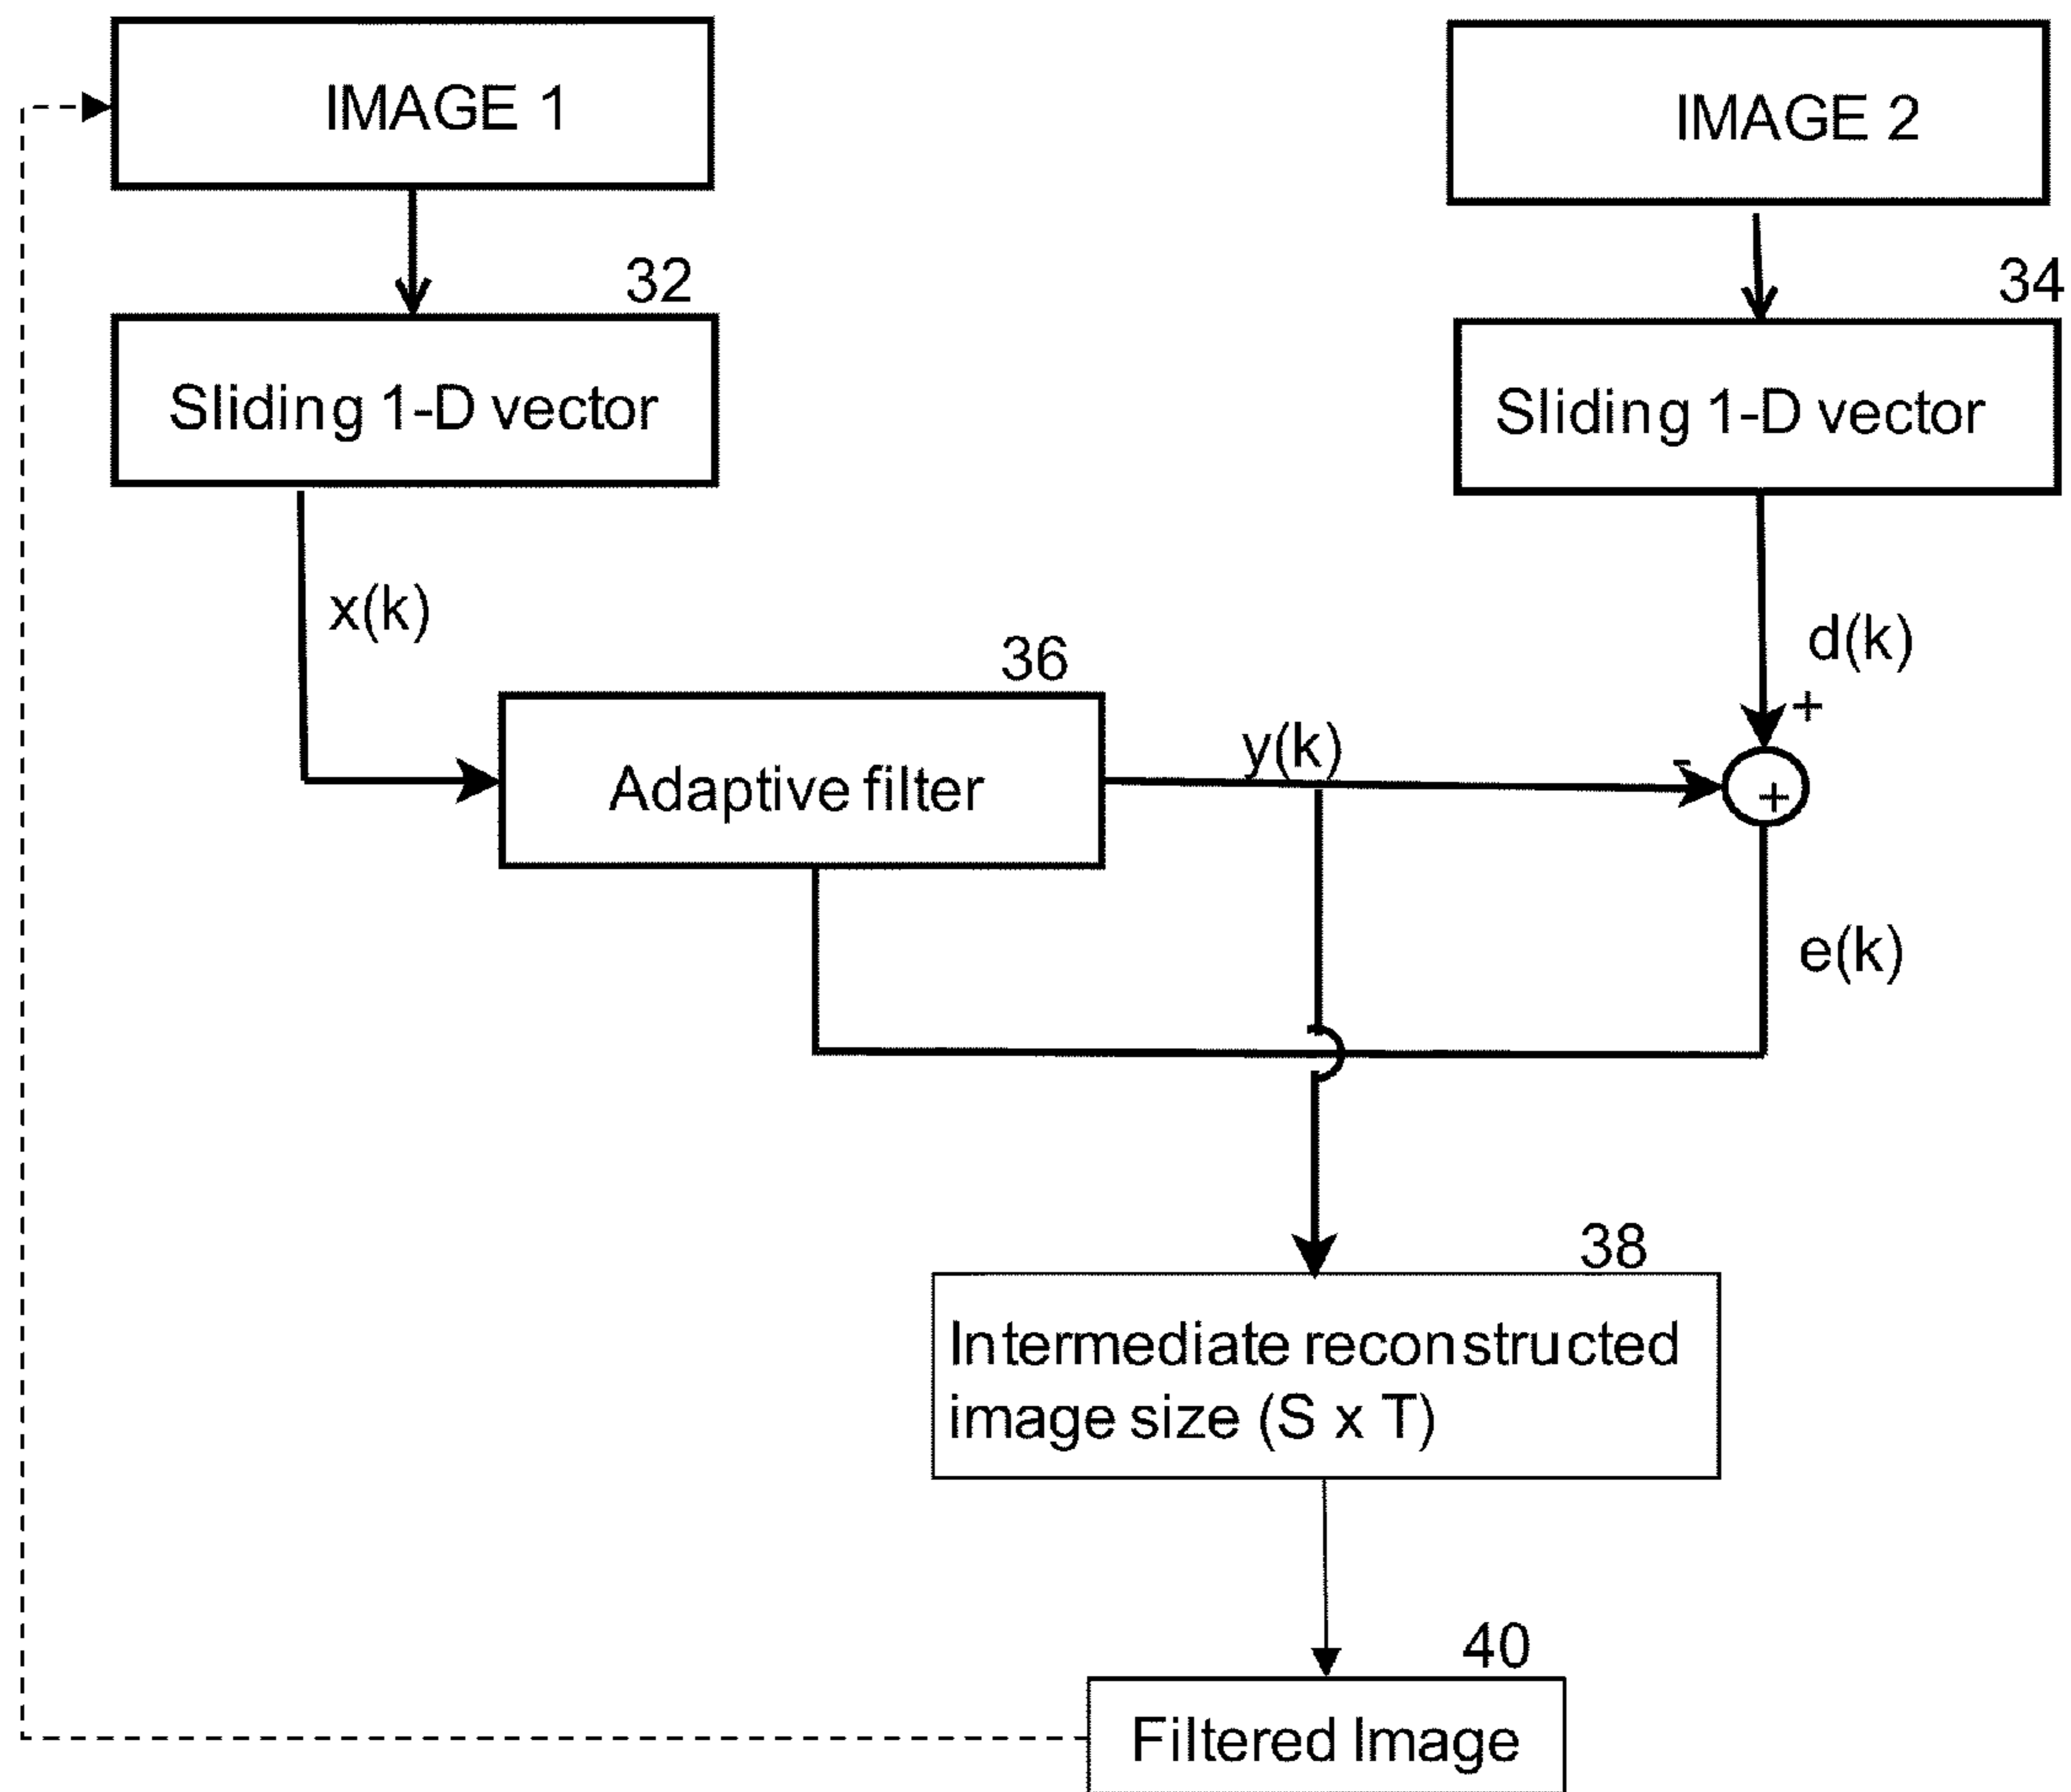 IMAGE 1
IMAGE 2
32
34
Sliding 1-D vector
Sliding 1-D vector
x(k)
d(k)
36
+
y(k)
-
Adaptive filter
+
e(k)
38
Intermediate reconstructed
image size (S x T)
40
Filtered Image